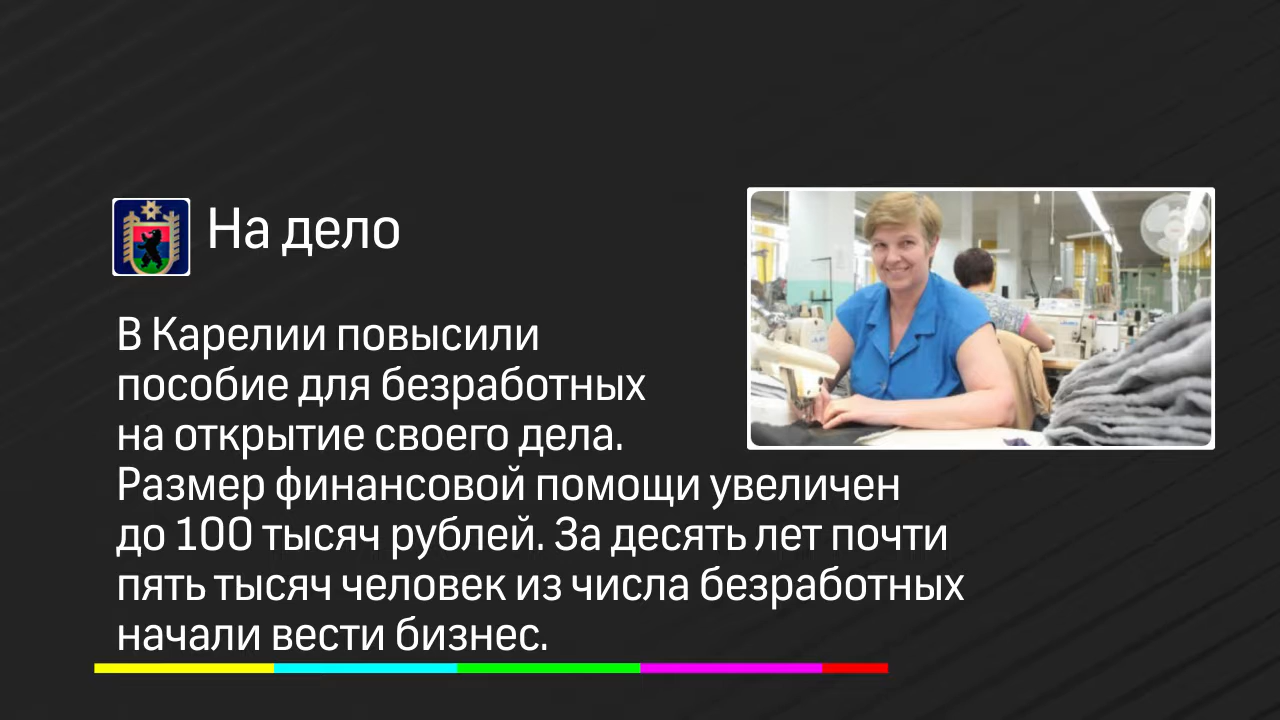 На дело
В Карелии повысили
пособие для безработных
на открытие своего дела.
Размер финансовой помощи увеличен
до 100 тысяч рублей. За десять лет почти
пять тысяч человек из числа безработных
начали вести бизнес.